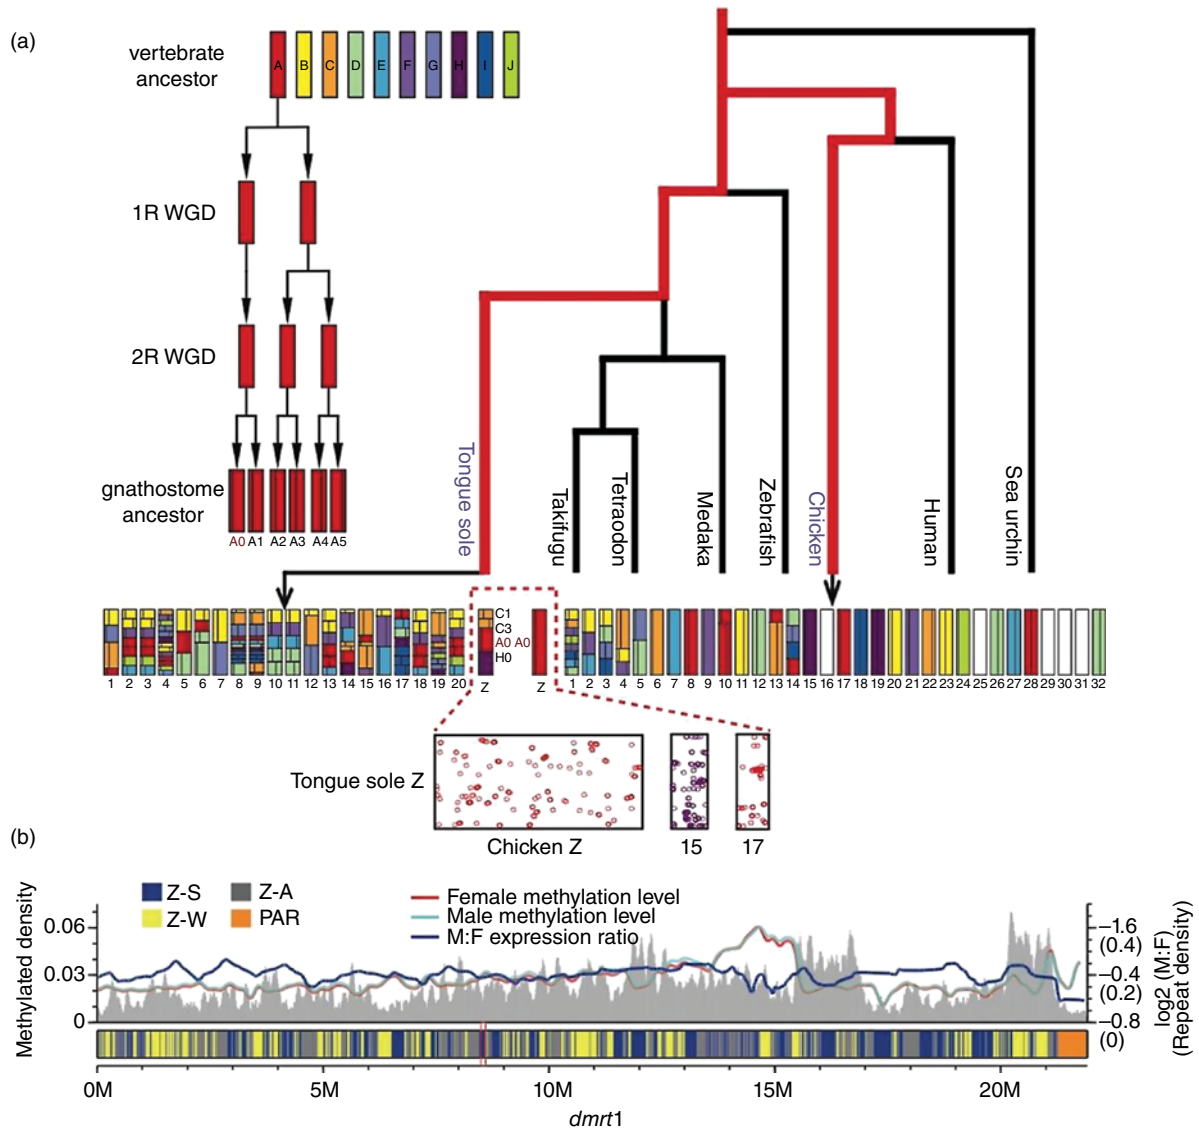 (a)
vertebrate
ancestor
A B C D E F G H I J
1R WGD
2R WGD
gnathostome
ancestor
A0 A1 A2 A3 A4 A5
Tongue sole
Takifugu
Tetraodon
Medaka
Zebrafish
Chicken
Human
Sea urchin
C1
C3
A0 A0
H0
1 2 3 4 5 6 7 8 9 10 11 12 13 14 15 16 17 18 19 20 Z Z 1 2 3 4 5 6 7 8 9 10 11 12 13 14 15 16 17 18 19 20 21 22 23 24 25 26 27 28 29 30 31 32
Tongue sole Z
Chicken Z 15 17
(b)
Z-S Z-A
Z-W PAR
Female methylation level
Male methylation level
M:F expression ratio
Methylated density
0.06
0.03
0
–1.6
(0.4)
–0.4
(0.2)
–0.8
(0)
log2 (M:F)
(Repeat density)
0M 5M 10M 15M 20M
dmrt1